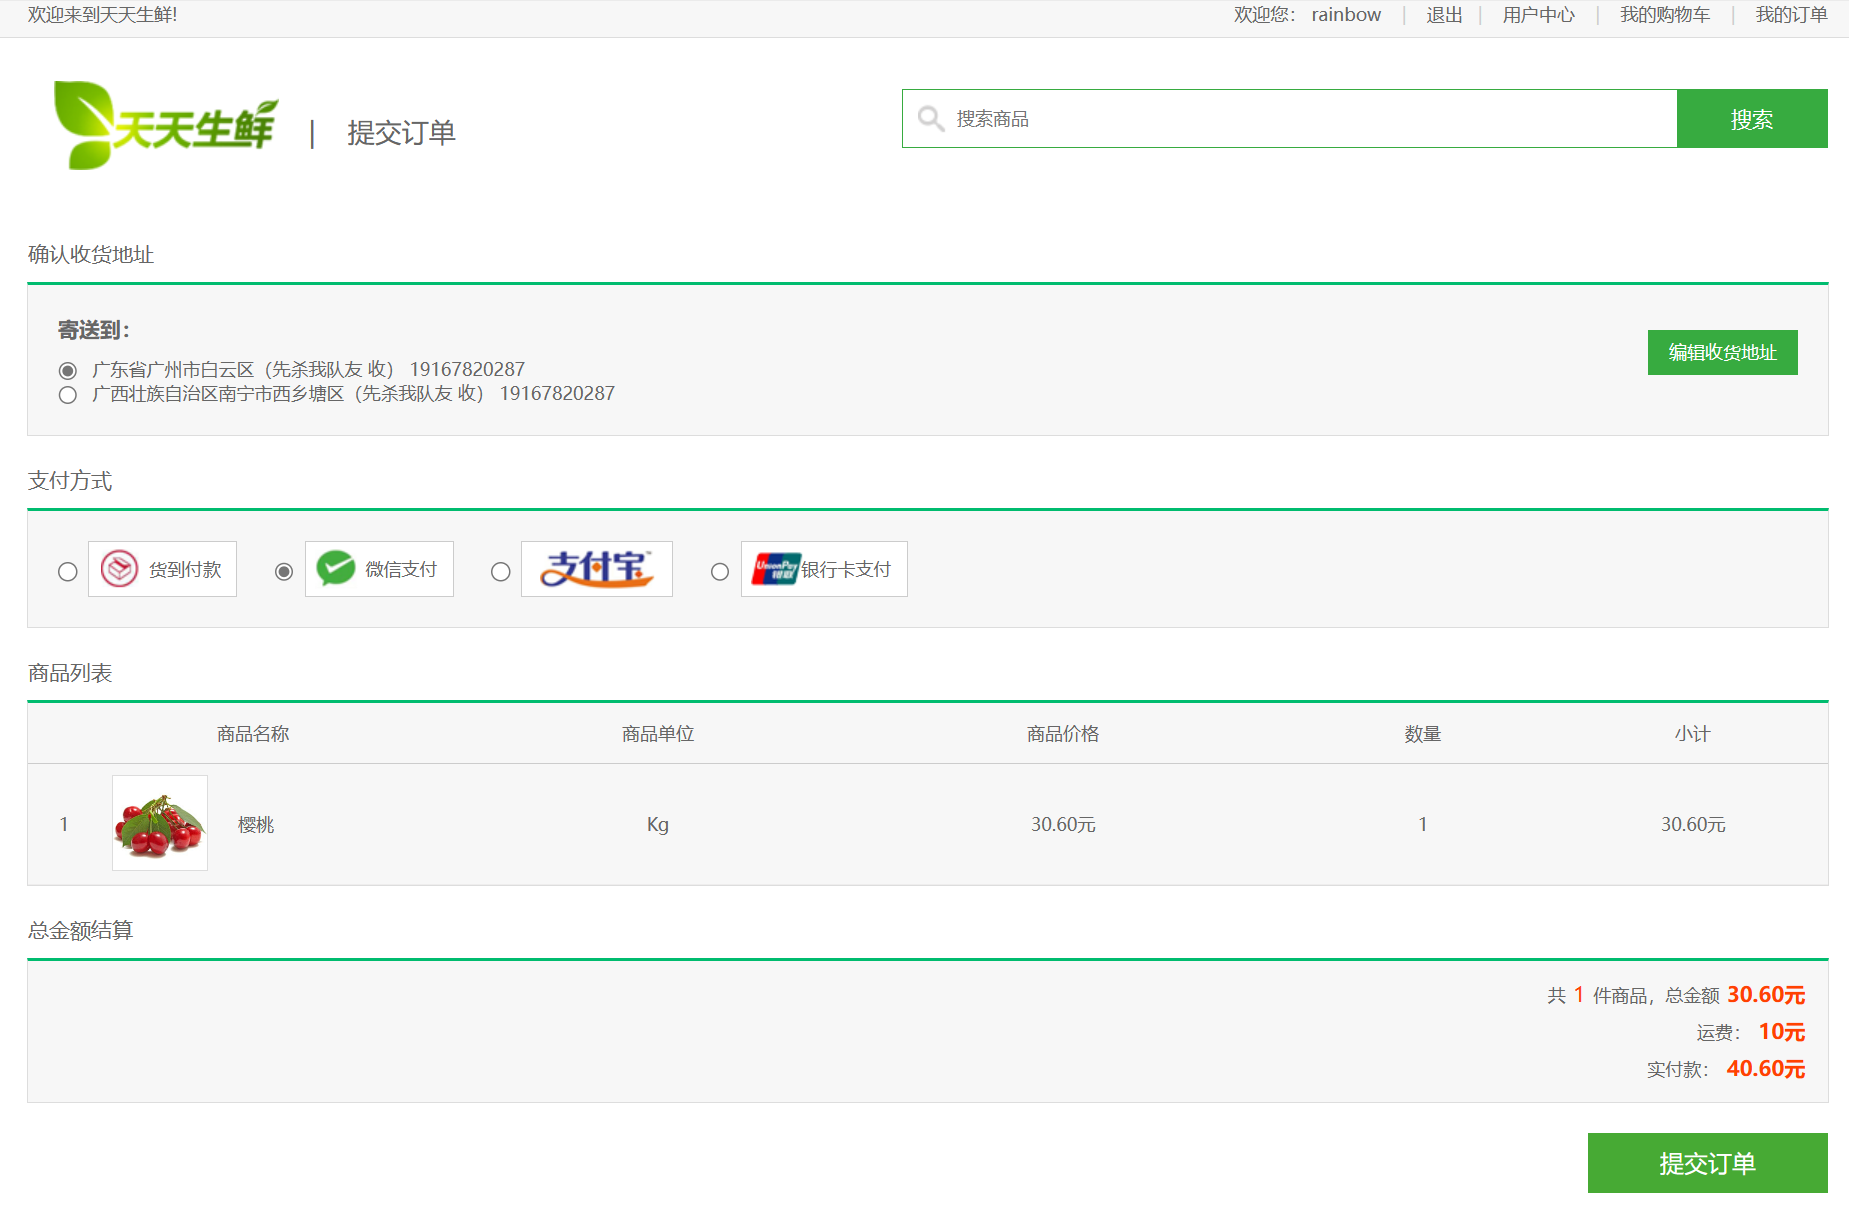 欢迎来到天天生鲜!
欢迎您： rainbow | 退出 | 用户中心 | 我的购物车 | 我的订单
天天生鲜 | 提交订单
搜索商品 搜索
确认收货地址
寄送到：
广东省广州市白云区（先杀我队友 收） 19167820287
编辑收货地址
广西壮族自治区南宁市西乡塘区（先杀我队友 收） 19167820287
支付方式
货到付款 微信支付 支付宝™ UnionPay 银联 银行卡支付
商品列表
商品名称 商品单位 商品价格 数量 小计
1 樱桃 Kg 30.60元 1 30.60元
总金额结算
共 1 件商品，总金额 30.60元
运费： 10元
实付款： 40.60元
提交订单